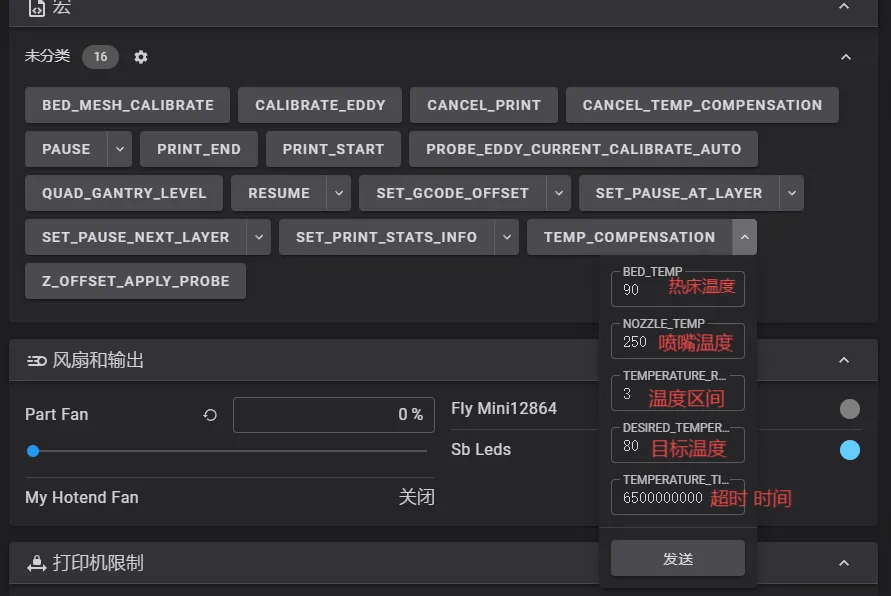 宏
未分类 16
BED_MESH_CALIBRATE CALIBRATE_EDDY CANCEL_PRINT CANCEL_TEMP_COMPENSATION
PAUSE PRINT_END PRINT_START PROBE_EDDY_CURRENT_CALIBRATE_AUTO
QUAD_GANTRY_LEVEL RESUME SET_GCODE_OFFSET SET_PAUSE_AT_LAYER
SET_PAUSE_NEXT_LAYER SET_PRINT_STATS_INFO TEMP_COMPENSATION
Z_OFFSET_APPLY_PROBE
BED_TEMP
90 热床温度
NOZZLE_TEMP
250 喷嘴温度
TEMPERATURE_R...
3 温度区间
DESIRED_TEMPER...
80 目标温度
TEMPERATURE_TI...
6500000000 超时 时间
发送
风扇和输出
Part Fan 0 %
Fly Mini12864
Sb Leds
My Hotend Fan 关闭
打印机限制